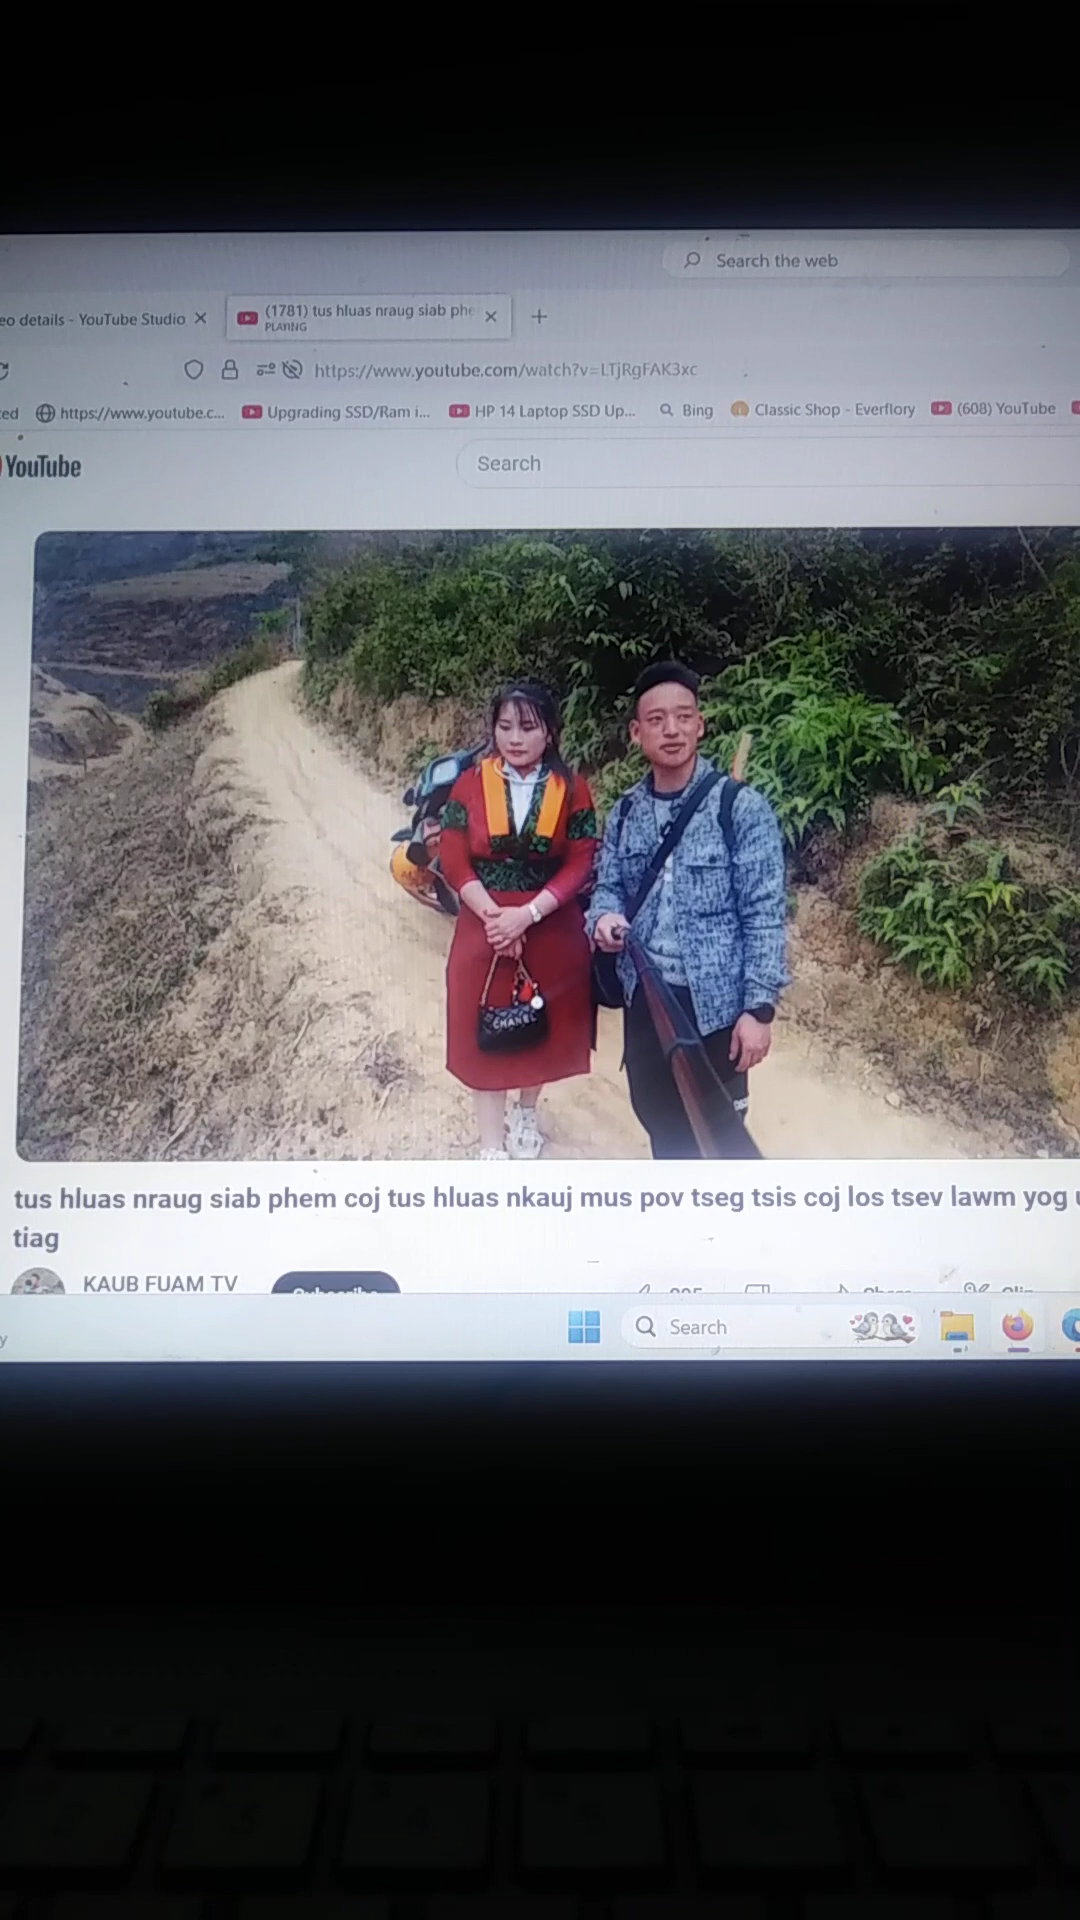 Search the web
eo details - YouTube Studio
(1781) tus hluas nraug siab phe
PLAYING
https://www.youtube.com/watch?v=LTjRgFAK3xc
ed https://www.youtube.c... Upgrading SSD/Ram i... HP 14 Laptop SSD Up... Bing Classic Shop - Everflory (608) YouTube
YouTube
Search
CHANEL
tus hluas nraug siab phem coj tus hluas nkauj mus pov tseg tsis coj los tsev lawm yog
tiag
KAUB FUAM TV
Search